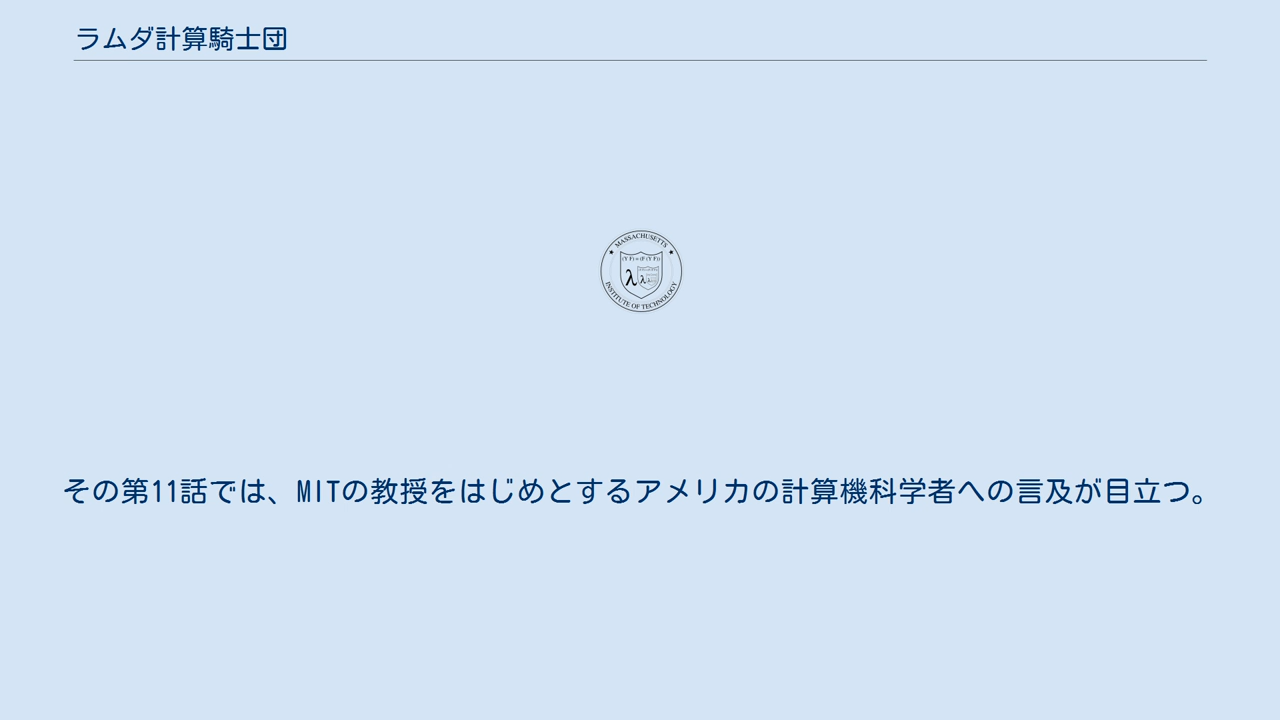 ラムダ計算騎士団
MASSACHUSETTS
(Y F) = (F (Y F))
λ λ
INSTITUTE OF TECHNOLOGY
その第11話では、MITの教授をはじめとするアメリカの計算機科学者への言及が目立つ。